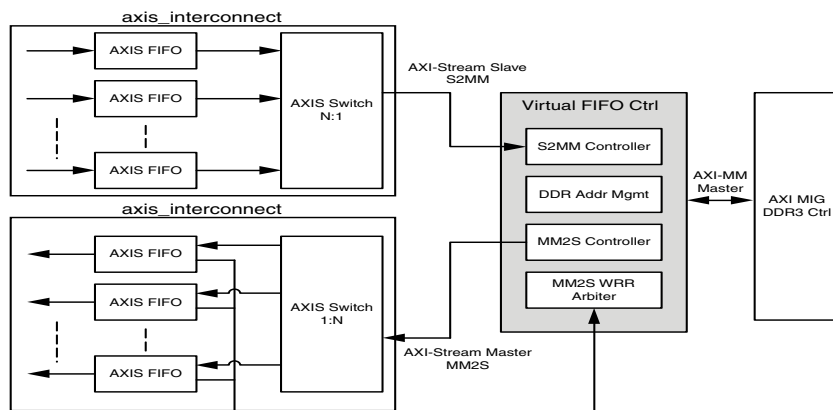 axis_interconnect
AXIS FIFO
AXIS FIFO
AXIS FIFO
AXIS Switch
N:1
AXI-Stream Slave
S2MM
Virtual FIFO Ctrl
S2MM Controller
DDR Addr Mgmt
MM2S Controller
MM2S WRR
Arbiter
AXI-MM
Master
AXI MIG
DDR3 Ctrl
axis_interconnect
AXIS FIFO
AXIS FIFO
AXIS FIFO
AXIS Switch
1:N
AXI-Stream Master
MM2S